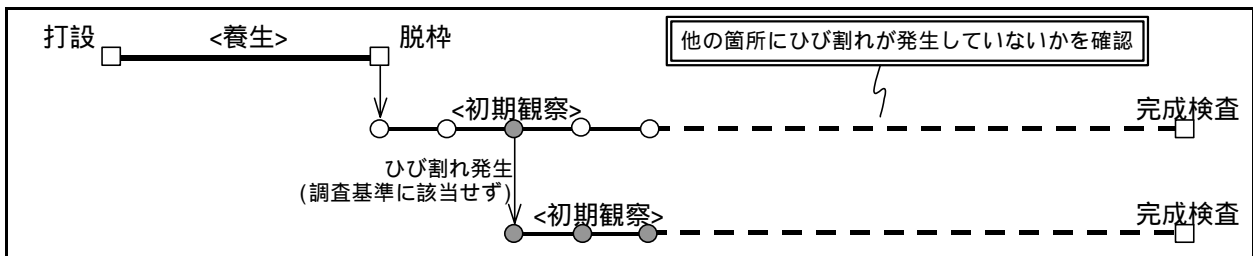 打設
<養生>
脱枠
他の箇所にひび割れが発生していないかを確認
<初期観察>
完成検査
ひび割れ発生
(調査基準に該当せず)
<初期観察>
完成検査